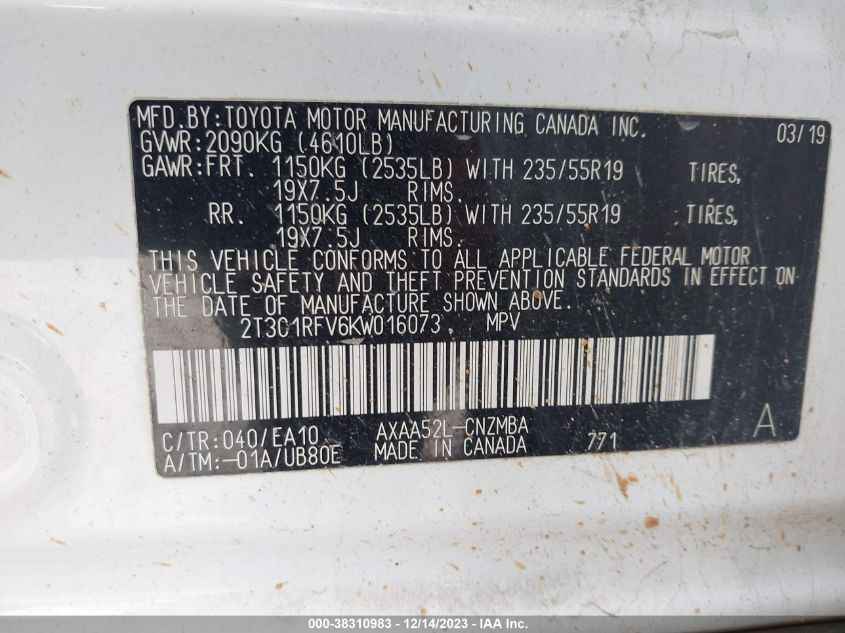 MFD. BY: TOYOTA MOTOR MANUFACTURING CANADA INC. 03/19
GVWR: 2090KG (4610LB)
GAWR: FRT. 1150KG (2535LB) WITH 235/55R19 TIRES,
19X7.5J RIMS.
RR. 1150KG (2535LB) WITH 235/55R19 TIRES,
19X7.5J RIMS.
THIS VEHICLE CONFORMS TO ALL APPLICABLE FEDERAL MOTOR
VEHICLE SAFETY AND THEFT PREVENTION STANDARDS IN EFFECT ON
THE DATE OF MANUFACTURE SHOWN ABOVE.
2T3C1RFV6KW016073 MPV
C/TR: 040/EA10 AXAA52L-CNZMBA A
A/TM: -01A/UB80E MADE IN CANADA 771
000-38310983 - 12/14/2023 - IAA Inc.